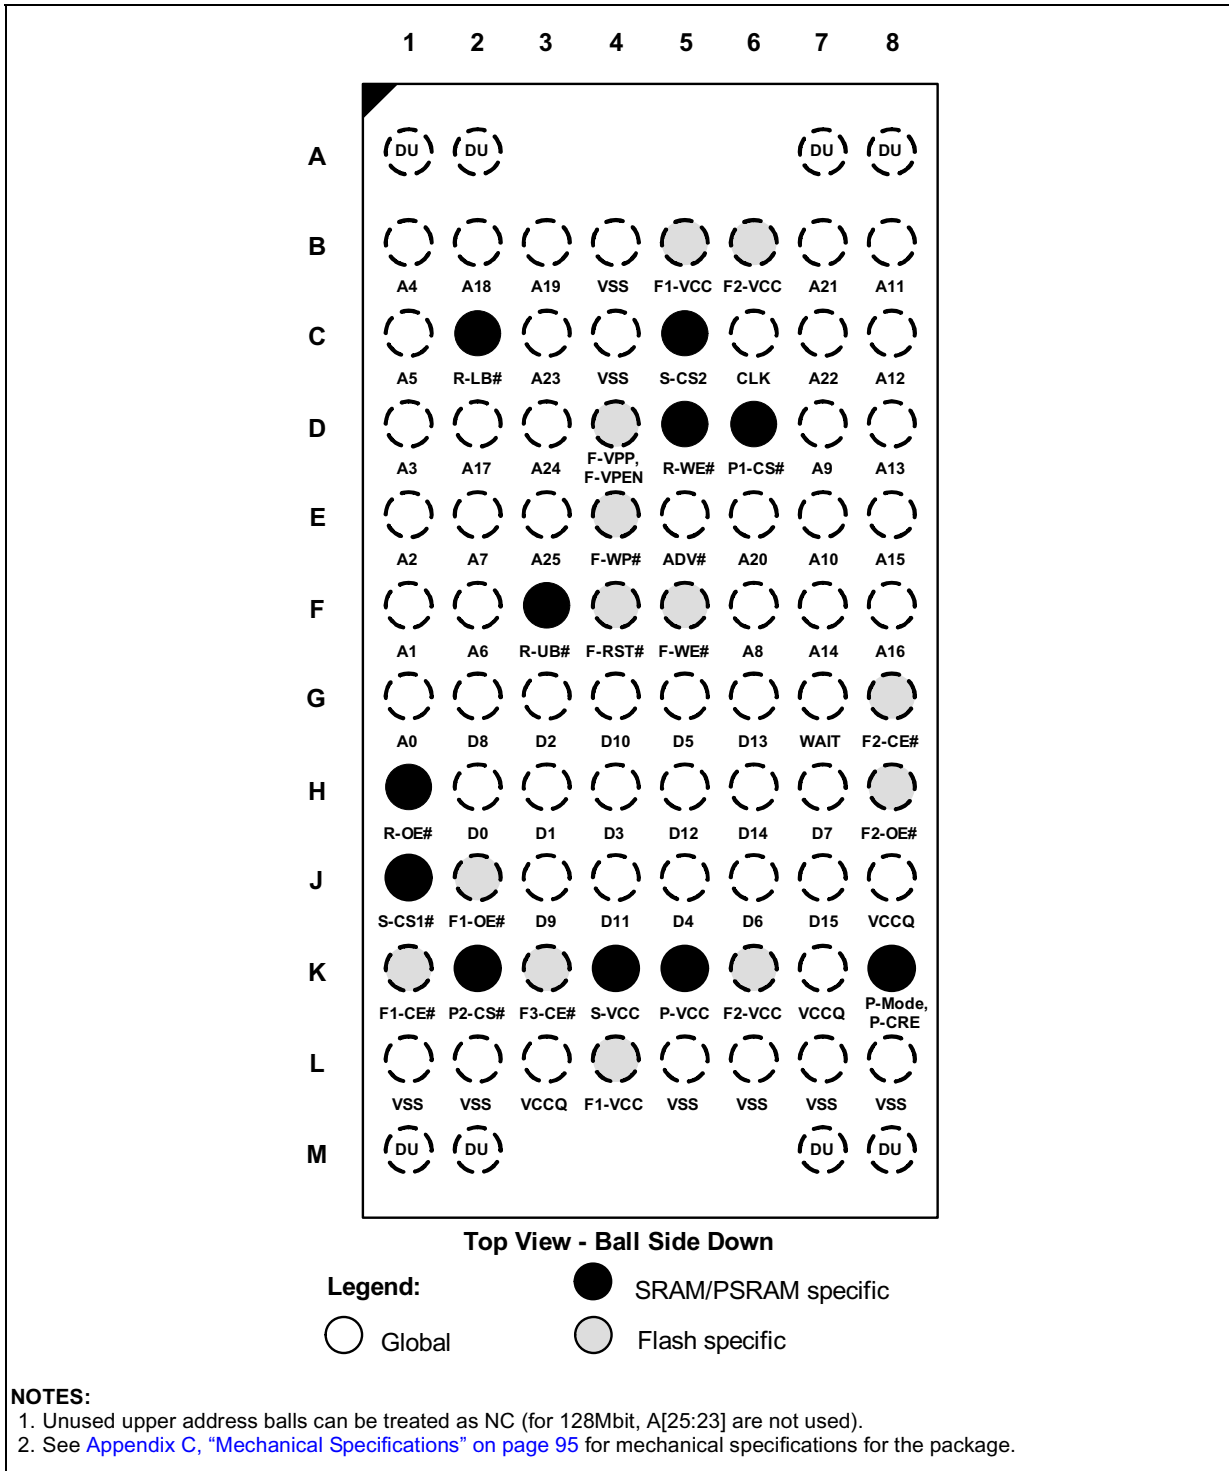 1 2 3 4 5 6 7 8
A DU DU DU DU
B
A4 A18 A19 VSS F1-VCC F2-VCC A21 A11
C
A5 R-LB# A23 VSS S-CS2 CLK A22 A12
D
A3 A17 A24 F-VPP, F-VPEN R-WE# P1-CS# A9 A13
E
A2 A7 A25 F-WP# ADV# A20 A10 A15
F
A1 A6 R-UB# F-RST# F-WE# A8 A14 A16
G
A0 D8 D2 D10 D5 D13 WAIT F2-CE#
H
R-OE# D0 D1 D3 D12 D14 D7 F2-OE#
J
S-CS1# F1-OE# D9 D11 D4 D6 D15 VCCQ
K
F1-CE# P2-CS# F3-CE# S-VCC P-VCC F2-VCC VCCQ P-Mode, P-CRE
L
VSS VSS VCCQ F1-VCC VSS VSS VSS VSS
M DU DU DU DU
Top View - Ball Side Down
Legend:
SRAM/PSRAM specific
Global
Flash specific
NOTES:
1. Unused upper address balls can be treated as NC (for 128Mbit, A[25:23] are not used).
2. See Appendix C, “Mechanical Specifications” on page 95 for mechanical specifications for the package.